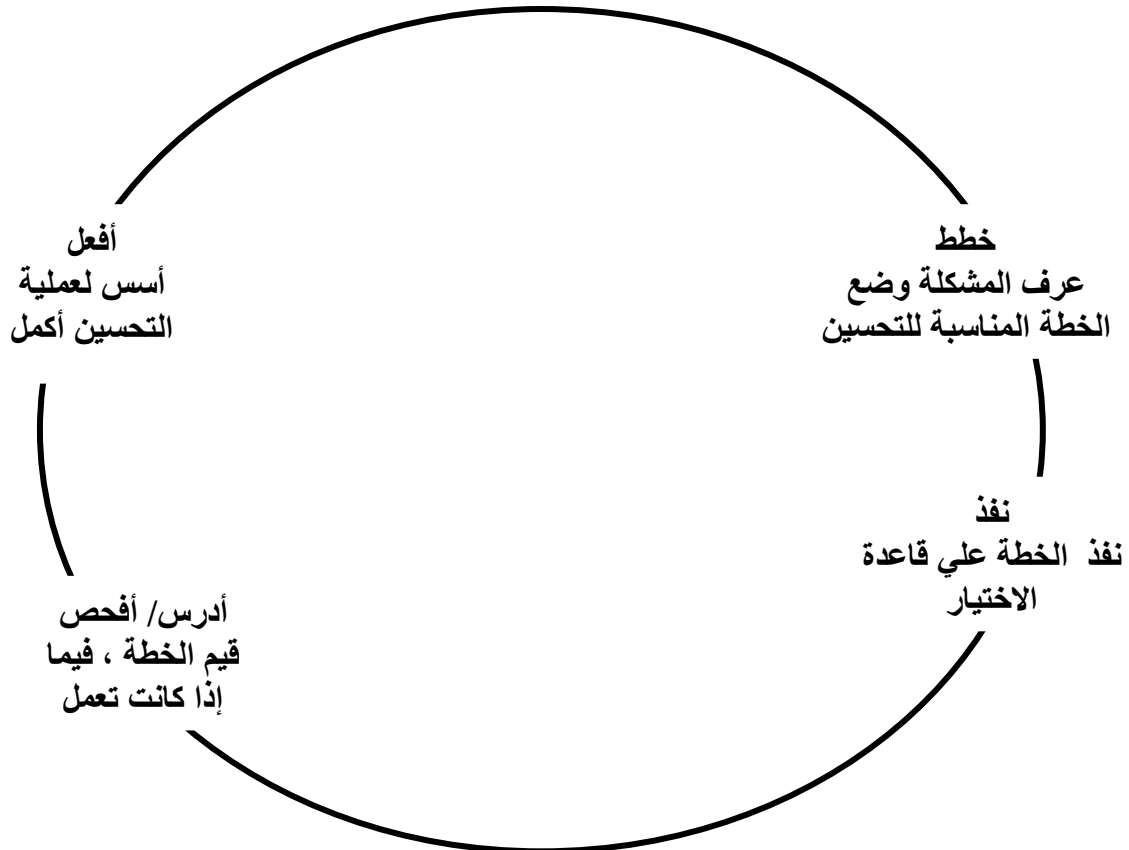 خطط
عرف المشكلة وضع
الخطة المناسبة للتحسين
نفذ
نفذ الخطة علي قاعدة
الاختيار
أدرس/ أفحص
قيم الخطة ، فيما
إذا كانت تعمل
أفعل
أسس لعملية
التحسين أكمل